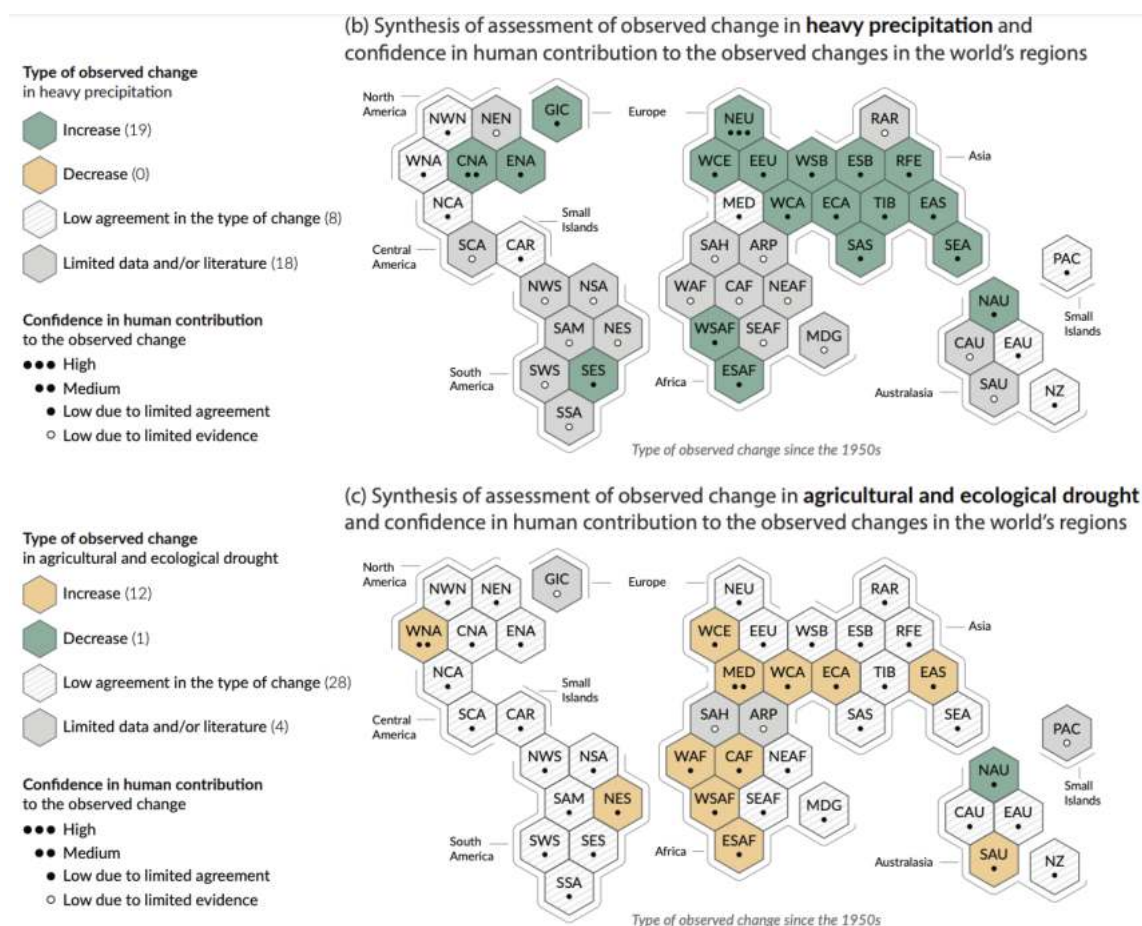 (b) Synthesis of assessment of observed change in heavy precipitation and
confidence in human contribution to the observed changes in the world's regions
Type of observed change
in heavy precipitation
Increase (19)
Decrease (0)
Low agreement in the type of change (8)
Limited data and/or literature (18)
Confidence in human contribution
to the observed change
High
Medium
Low due to limited agreement
Low due to limited evidence
North
America
NWN NEN GIC Europe NEU RAR
WNA CNA ENA WCE EEU WSB ESB RFE Asia
NCA MED WCA ECA TIB EAS
Small
Islands
Central
America
SCA CAR SAH ARP SAS SEA PAC
NWS NSA WAF CAF NEAF NAU
Small
Islands
SAM NES WSAF SEAF MDG CAU EAU
South
America
SWS SES Africa ESAF Australasia SAU NZ
SSA
Type of observed change since the 1950s
(c) Synthesis of assessment of observed change in agricultural and ecological drought
and confidence in human contribution to the observed changes in the world's regions
Type of observed change
in agricultural and ecological drought
Increase (12)
Decrease (1)
Low agreement in the type of change (28)
Limited data and/or literature (4)
Confidence in human contribution
to the observed change
High
Medium
Low due to limited agreement
Low due to limited evidence
North
America
NWN NEN GIC Europe NEU RAR
WNA CNA ENA WCE EEU WSB ESB RFE Asia
NCA MED WCA ECA TIB EAS
Small
Islands
Central
America
SCA CAR SAH ARP SAS SEA PAC
NWS NSA WAF CAF NEAF NAU
Small
Islands
SAM NES WSAF SEAF MDG CAU EAU
South
America
SWS SES Africa ESAF Australasia SAU NZ
SSA
Type of observed change since the 1950s